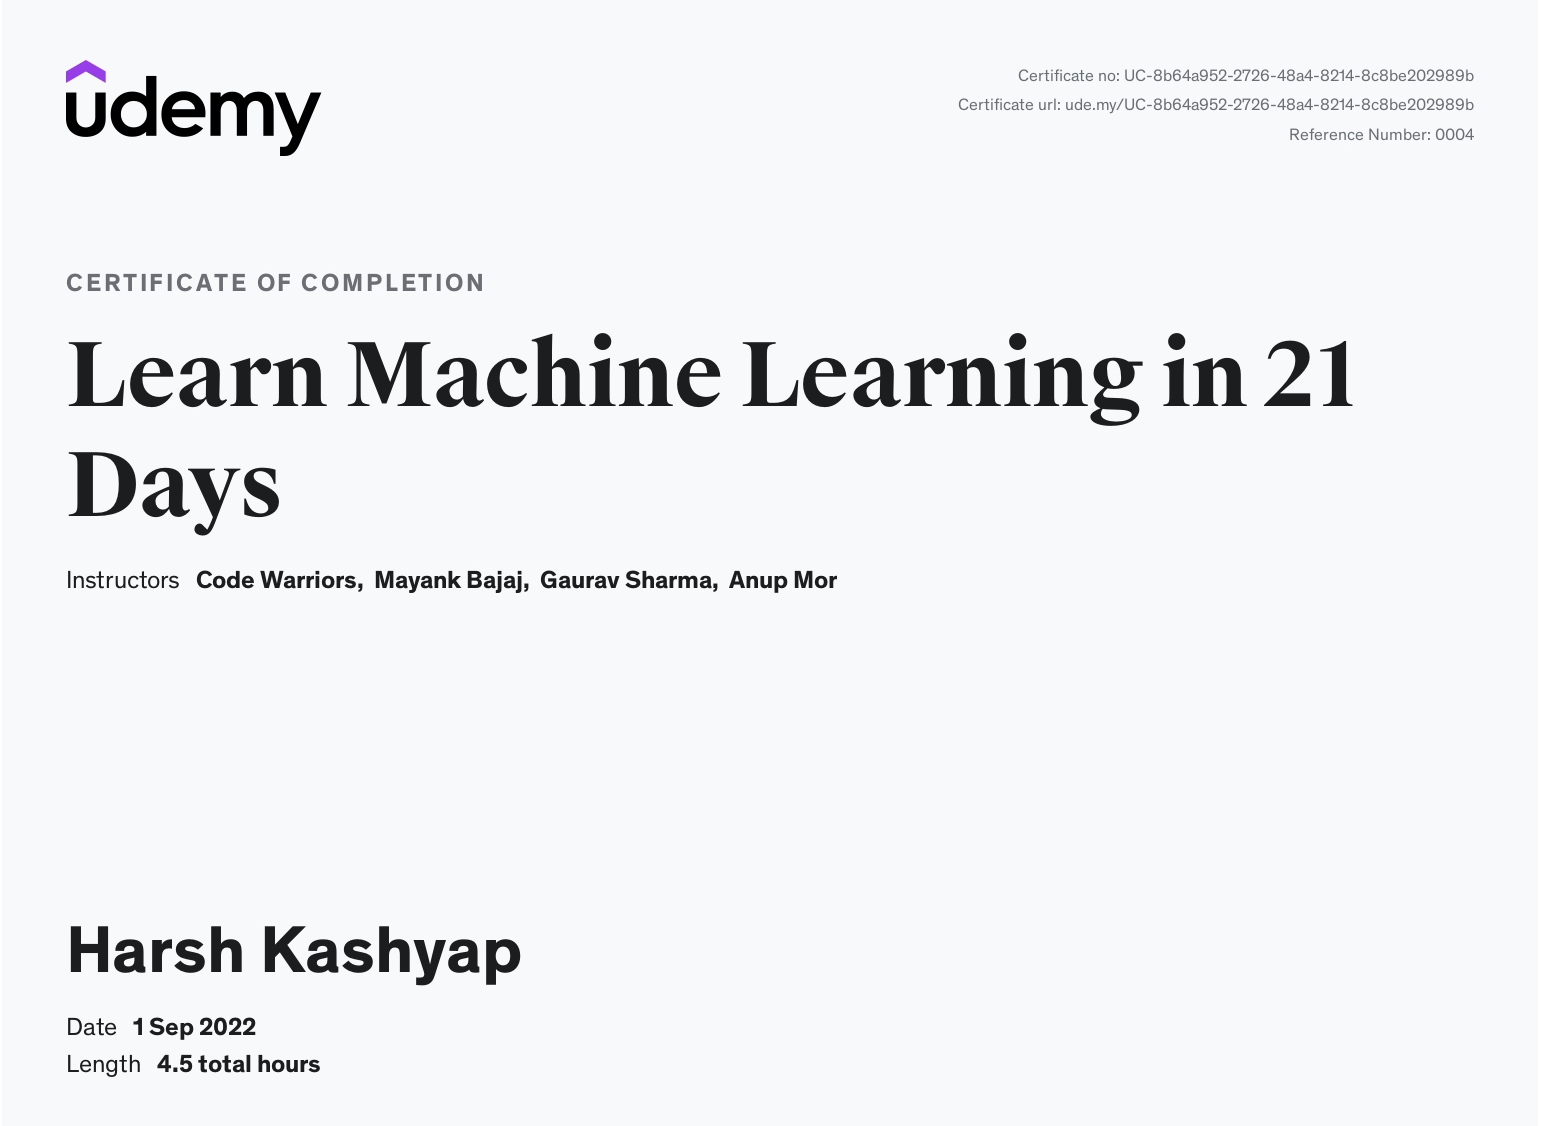 udemy
Certificate no: UC-8b64a952-2726-48a4-8214-8c8be202989b
Certificate url: ude.my/UC-8b64a952-2726-48a4-8214-8c8be202989b
Reference Number: 0004
CERTIFICATE OF COMPLETION
Learn Machine Learning in 21
Days
Instructors Code Warriors, Mayank Bajaj, Gaurav Sharma, Anup Mor
Harsh Kashyap
Date 1 Sep 2022
Length 4.5 total hours